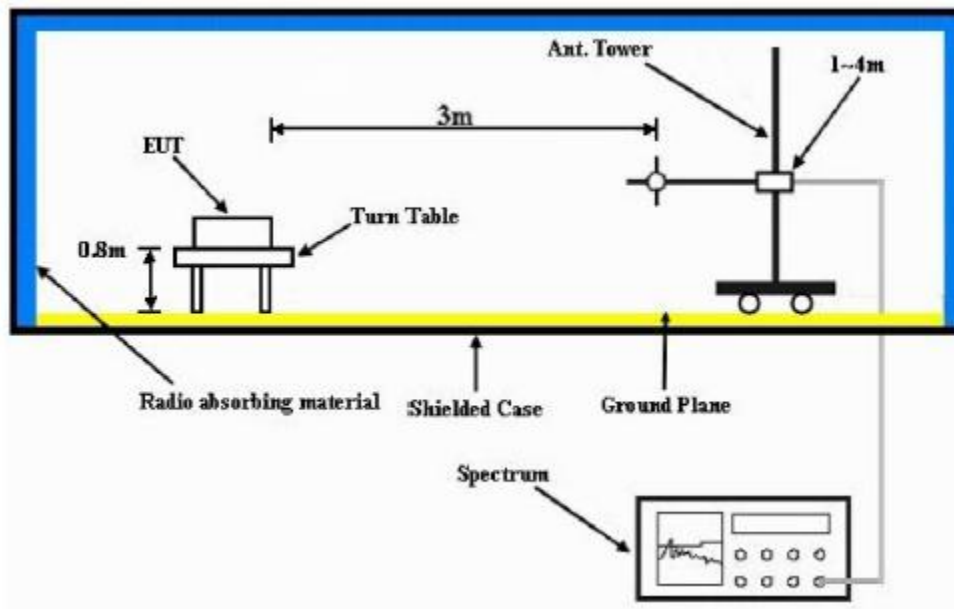 Ant. Tower
1~4m
3m
EUT
Turn Table
0.8m
Radio absorbing material
Shielded Case
Ground Plane
Spectrum